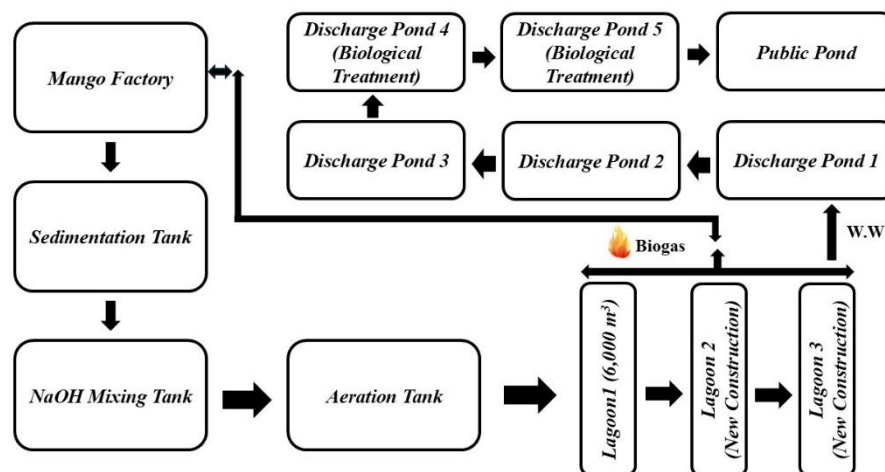 Mango Factory
Sedimentation Tank
NaOH Mixing Tank
Aeration Tank
Lagoon1 (6,000 m³)
Lagoon 2
(New Construction)
Lagoon 3
(New Construction)
Biogas
W.W
Discharge Pond 1
Discharge Pond 2
Discharge Pond 3
Discharge Pond 4
(Biological
Treatment)
Discharge Pond 5
(Biological
Treatment)
Public Pond